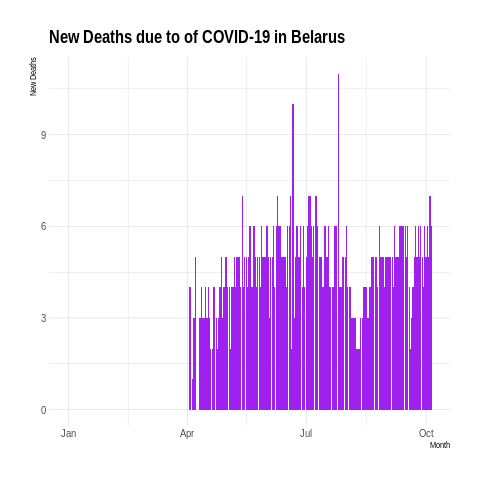 New Deaths due to of COVID-19 in Belarus
New Deaths
9
6
3
0
Jan Apr Jul Oct
Month